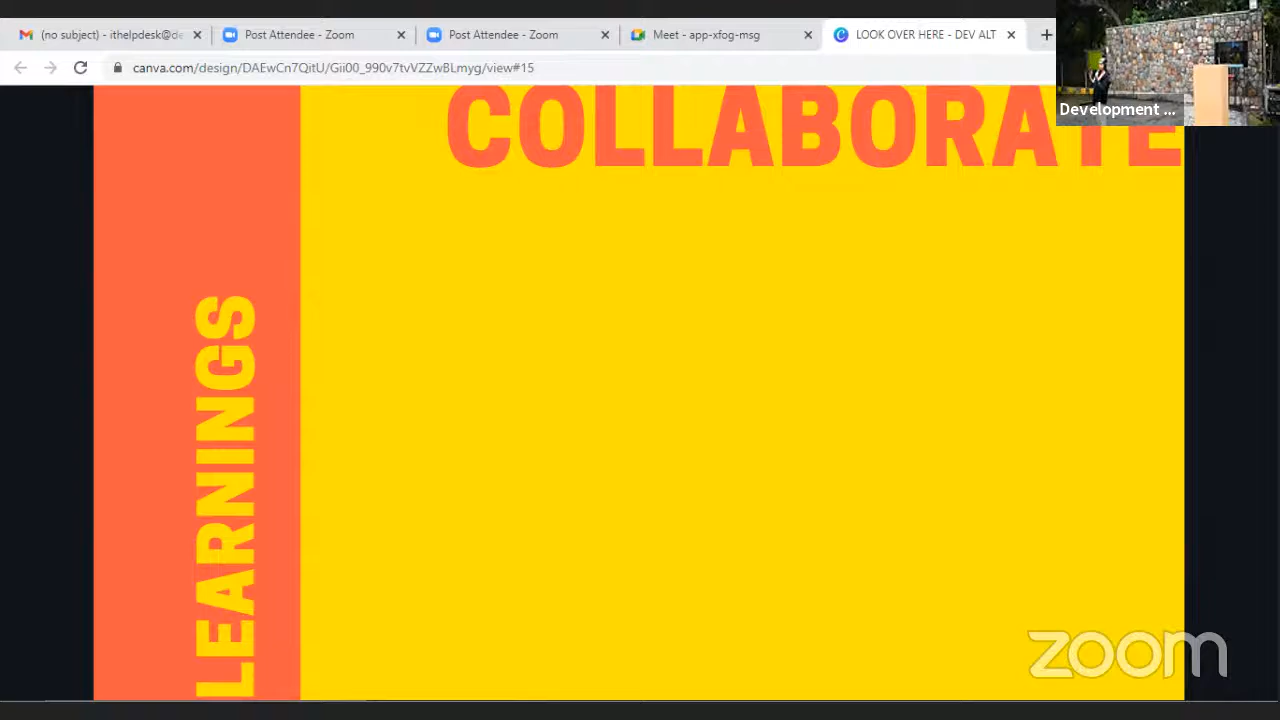 (no subject) - ithelpdesk@de
Post Attendee - Zoom
Post Attendee - Zoom
Meet - app-xfog-msg
LOOK OVER HERE - DEV ALT
canva.com/design/DAEwCn7QitU/Gii00_990v7tvVZZwBLmyg/view#15
Development ...
COLLABORATE
LEARNINGS
zoom